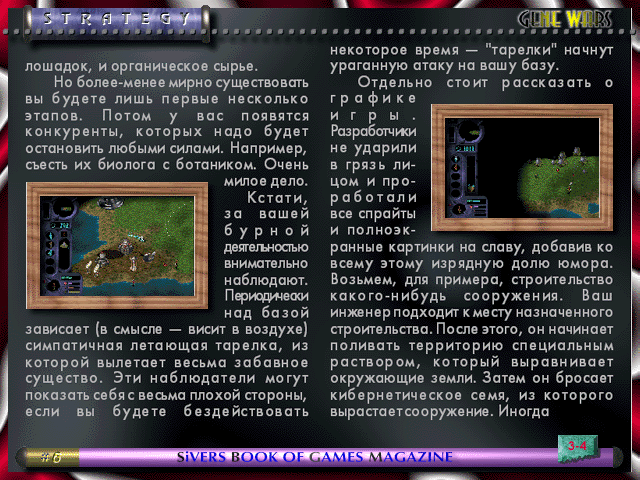 STRATEGY
GENE WARS
лошадок, и органическое сырье.
Но более-менее мирно существовать
вы будете лишь первые несколько
этапов. Потом у вас появятся
конкуренты, которых надо будет
остановить любыми силами. Например,
съесть их биолога с ботаником. Очень
милое дело.
Кстати,
за вашей
бурной
деятельностью
внимательно
наблюдают.
Периодически
над базой
зависает (в смысле — висит в воздухе)
симпатичная летающая тарелка, из
которой вылетает весьма забавное
существо. Эти наблюдатели могут
показать себя с весьма плохой стороны,
если вы будете бездействовать
некоторое время — "тарелки" начнут
ураганную атаку на вашу базу.
Отдельно стоит рассказать о
графике
игры.
Разработчики
не ударили
в грязь ли-
цом и про-
работали
все спрайты
и полноэк-
ранные картинки на славу, добавив ко
всему этому изрядную долю юмора.
Возьмем, для примера, строительство
какого-нибудь сооружения. Ваш
инженер подходит к месту назначенного
строительства. После этого, он начинает
поливать территорию специальным
раствором, который выравнивает
окружающие земли. Затем он бросает
кибернетическое семя, из которого
вырастает сооружение. Иногда
#6
SiVERS BOOK OF GAMES MAGAZINE
3-4